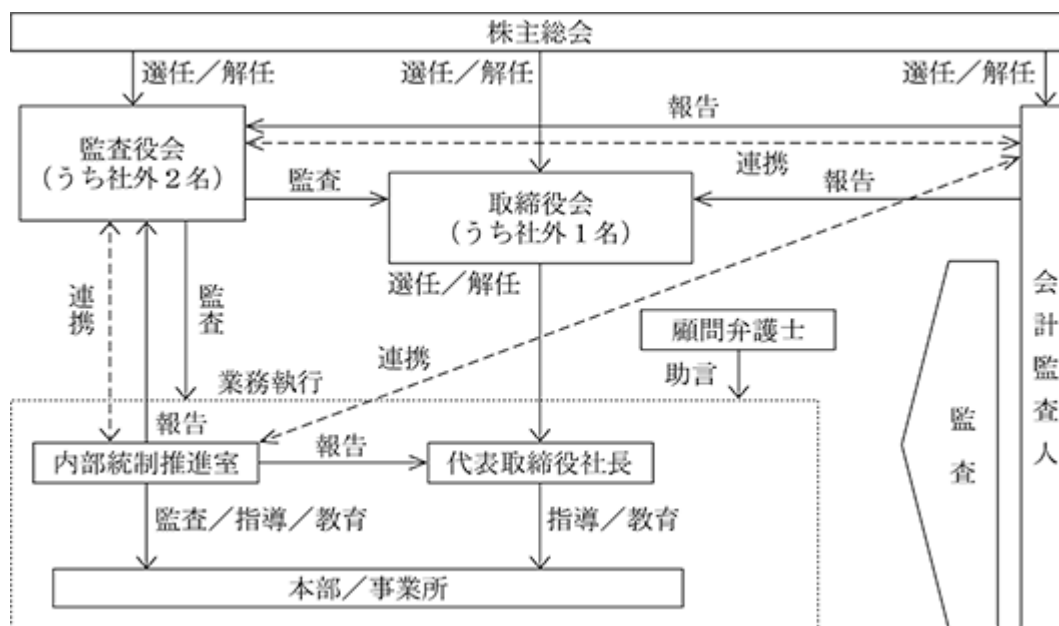 株主総会
選任／解任
選任／解任
選任／解任
報告
監査役会
（うち社外２名）
連携
監査
取締役会
（うち社外１名）
報告
選任／解任
連携
監査
会計監査人
顧問弁護士
助言
連携
業務執行
監査
報告
内部統制推進室
報告
代表取締役社長
監査／指導／教育
指導／教育
本部／事業所